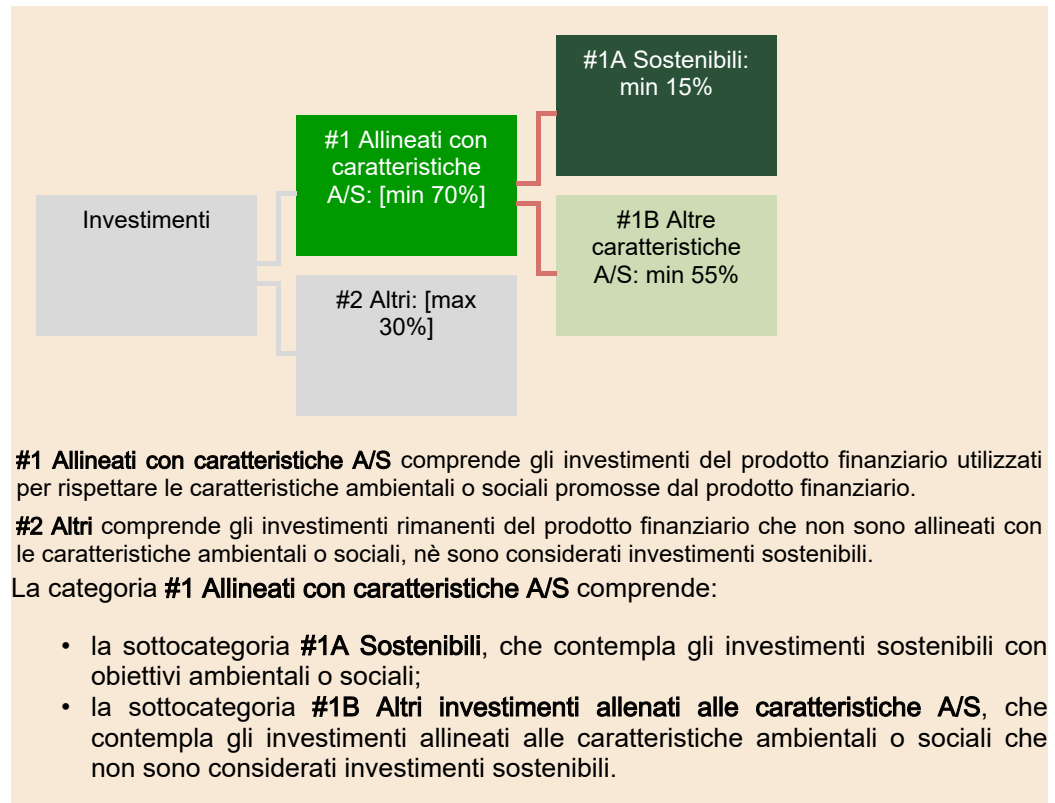 #1A Sostenibili:
min 15%
#1 Allineati con
caratteristiche
A/S: [min 70%]
Investimenti
#1B Altre
caratteristiche
A/S: min 55%
#2 Altri: [max
30%]
#1 Allineati con caratteristiche A/S comprende gli investimenti del prodotto finanziario utilizzati
per rispettare le caratteristiche ambientali o sociali promosse dal prodotto finanziario.
#2 Altri comprende gli investimenti rimanenti del prodotto finanziario che non sono allineati con
le caratteristiche ambientali o sociali, nè sono considerati investimenti sostenibili.
La categoria #1 Allineati con caratteristiche A/S comprende:
• la sottocategoria #1A Sostenibili, che contempla gli investimenti sostenibili con
obiettivi ambientali o sociali;
• la sottocategoria #1B Altri investimenti allenati alle caratteristiche A/S, che
contempla gli investimenti allineati alle caratteristiche ambientali o sociali che
non sono considerati investimenti sostenibili.